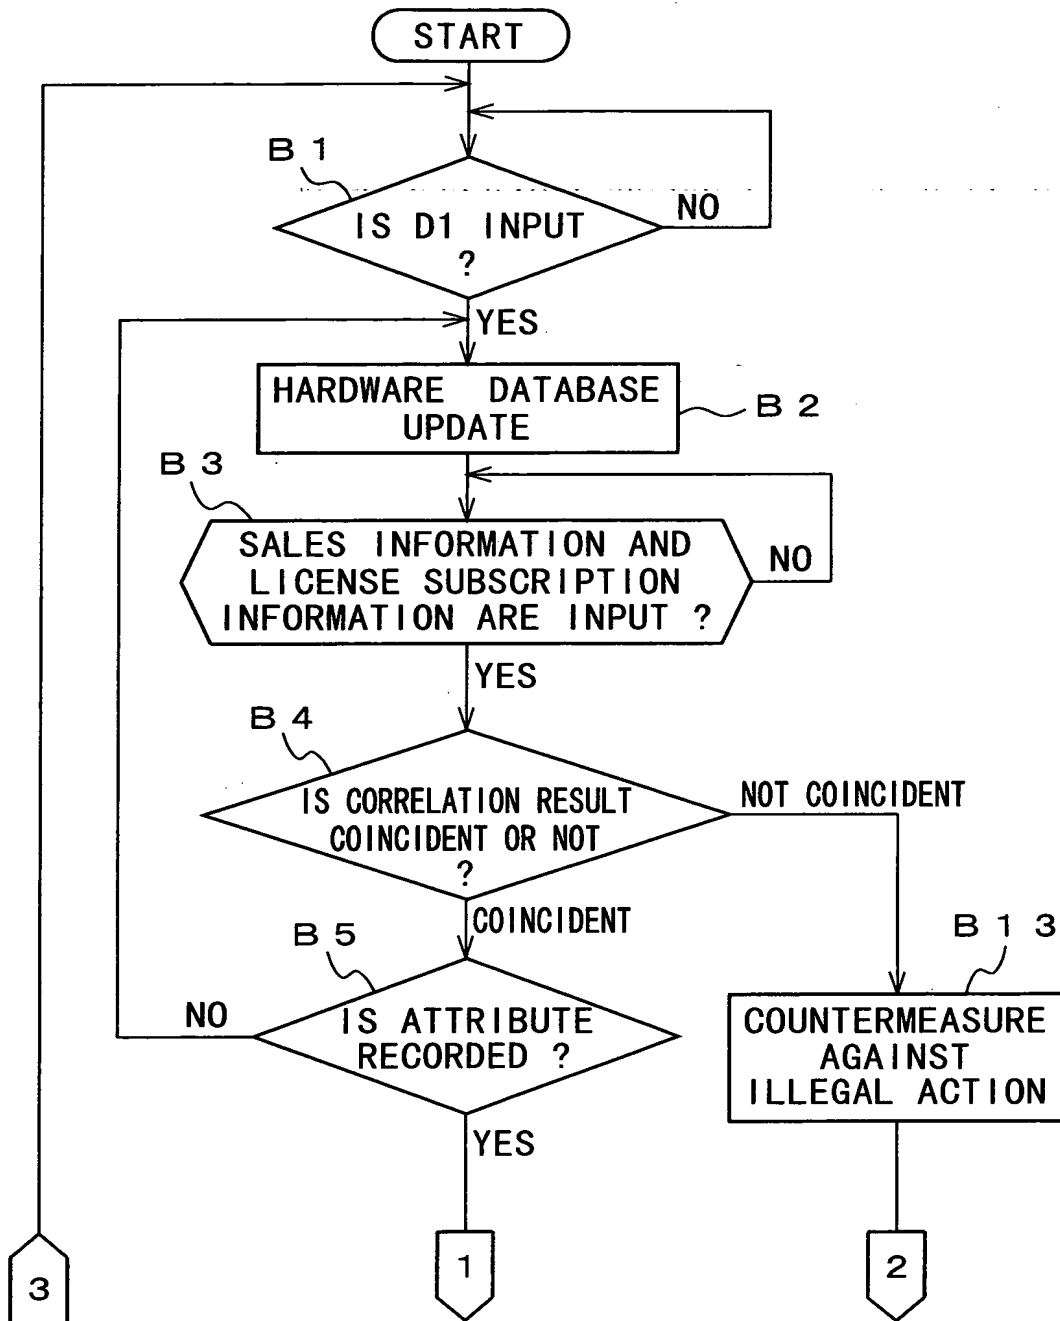 START
B 1
IS D1 INPUT
?
NO
YES
HARDWARE DATABASE
UPDATE
B 2
B 3
SALES INFORMATION AND
LICENSE SUBSCRIPTION
INFORMATION ARE INPUT ?
NO
YES
B 4
IS CORRELATION RESULT
COINCIDENT OR NOT
?
NOT COINCIDENT
COINCIDENT
B 5
IS ATTRIBUTE
RECORDED ?
NO
YES
B 1 3
COUNTERMEASURE
AGAINST
ILLEGAL ACTION
3
1
2